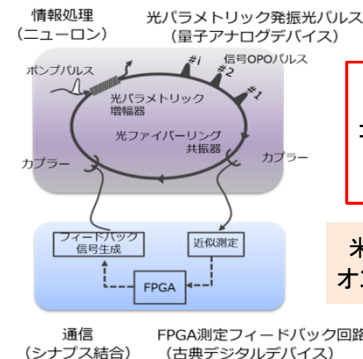 情報処理
（ニューロン）
光パラメトリック発振光パルス
（量子アナログデバイス）
ポンプパルス
#i
#2
#1
信号OPOパルス
光パラメトリック
増幅器
光ファイバーリング
共振器
カプラー
カプラー
フィードバック
信号生成
近似測定
FPGA
米
オ
通信
（シナプス結合）
FPGA測定フィードバック回路
（古典デジタルデバイス）